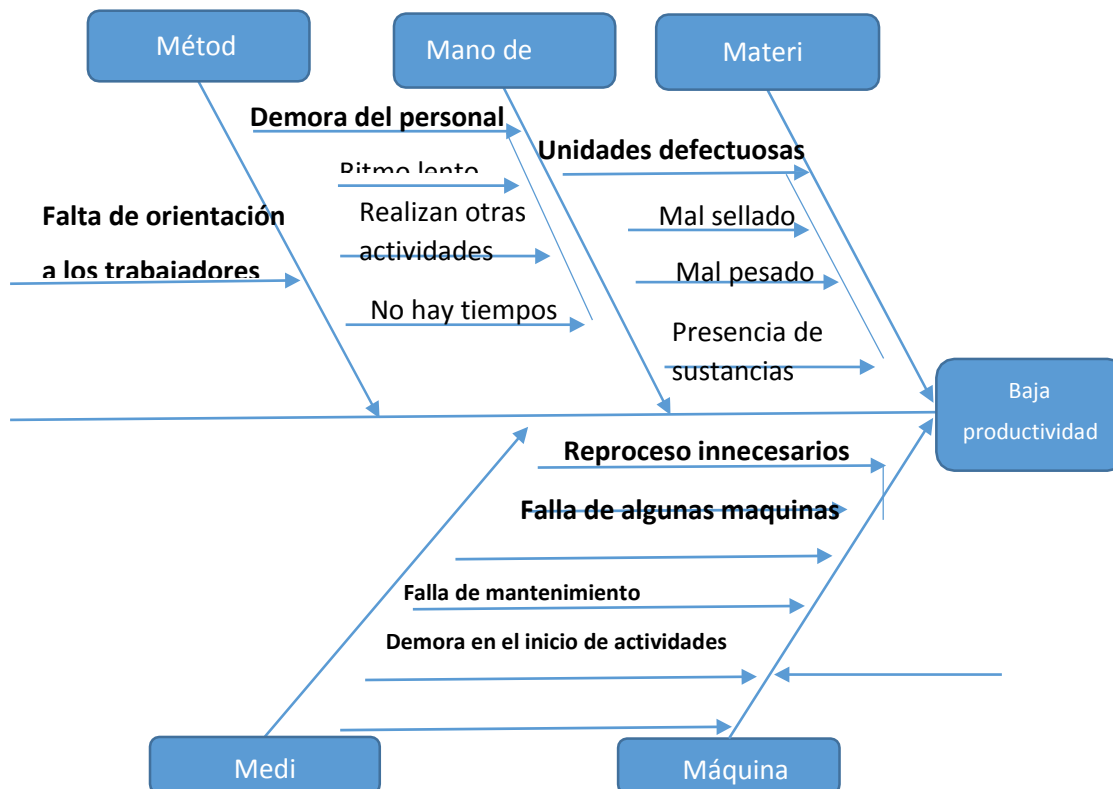 Métod
Mano de
Materi
Demora del personal
Unidades defectuosas
Ritmo lento
Falta de orientación
a los trabajadores
Realizan otras
actividades
Mal sellado
Mal pesado
No hay tiempos
Presencia de
sustancias
Baja
productividad
Reproceso innecesarios
Falla de algunas maquinas
Falla de mantenimiento
Demora en el inicio de actividades
Medi
Máquina